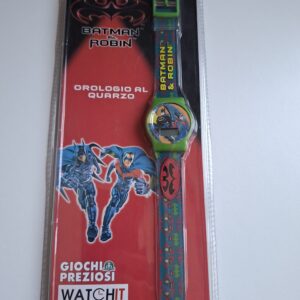 BATMAN
&
ROBIN
OROLOGIO AL
QUARZO
GIOCHI
PREZIOSI
WATCHIT
BATMAN
& ROBIN